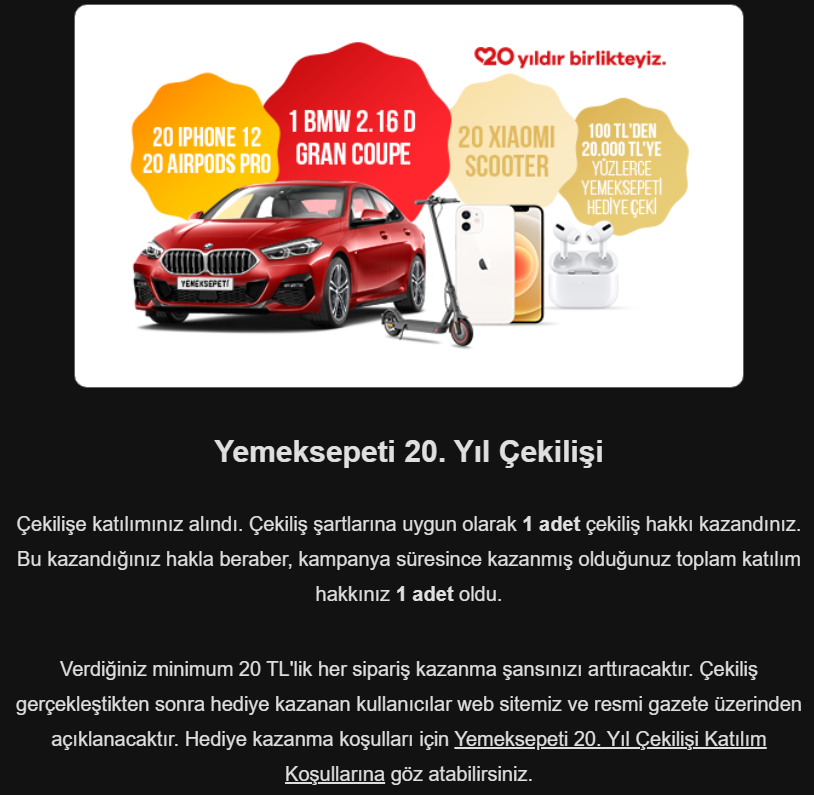 20 yıldır birlikteyiz.
20 IPHONE 12
20 AIRPODS PRO
1 BMW 2.16 D
GRAN COUPE
20 XIAOMI
SCOOTER
100 TL'DEN
20.000 TL'YE
YÜZLERCE
YEMEKSEPETİ
HEDİYE ÇEKİ
YEMEKSEPETİ
Yemeksepeti 20. Yıl Çekilişi
Çekilişe katılımınız alındı. Çekiliş şartlarına uygun olarak 1 adet çekiliş hakkı kazandınız.
Bu kazandığınız hakla beraber, kampanya süresince kazanmış olduğunuz toplam katılım
hakkınız 1 adet oldu.
Verdiğiniz minimum 20 TL'lik her sipariş kazanma şansınızı arttıracaktır. Çekiliş
gerçekleştikten sonra hediye kazanan kullanıcılar web sitemiz ve resmi gazete üzerinden
açıklanacaktır. Hediye kazanma koşulları için Yemeksepeti 20. Yıl Çekilişi Katılım
Koşullarına göz atabilirsiniz.